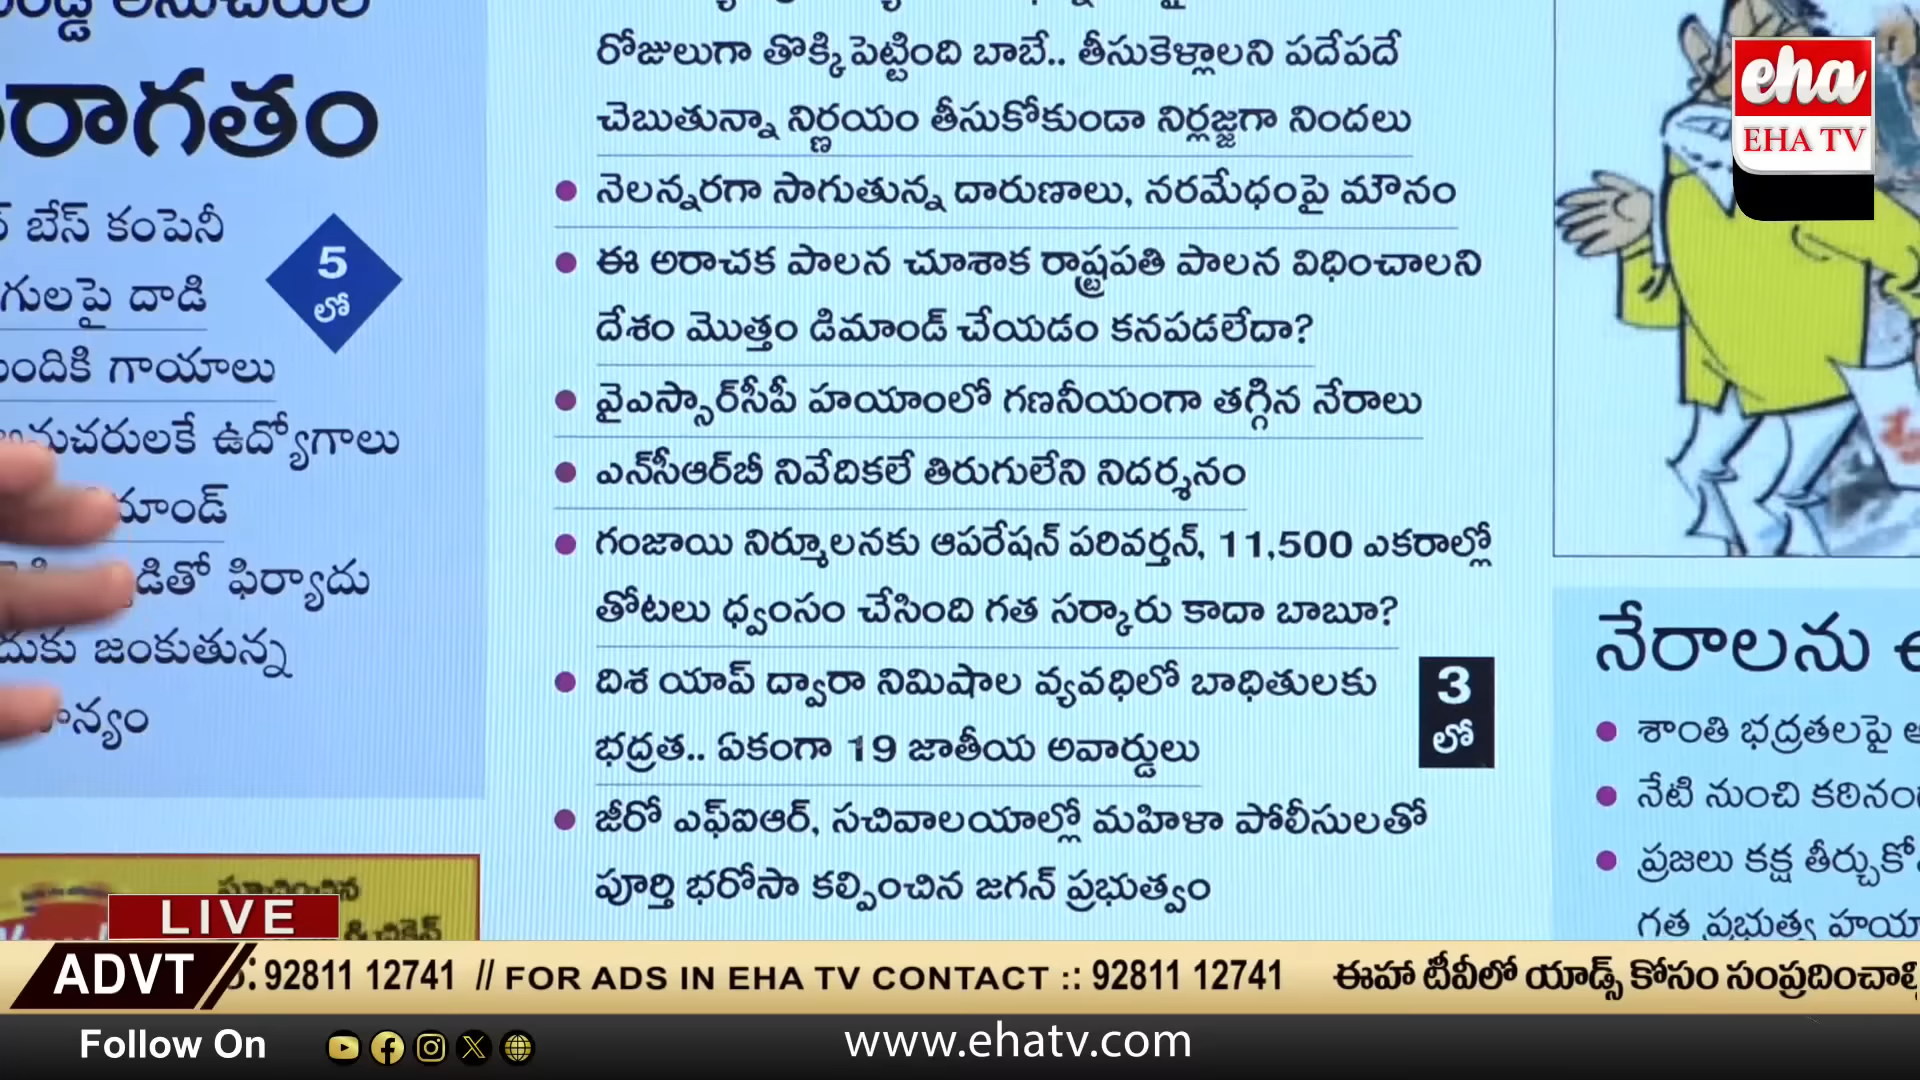 రాగతం
బేస్ కంపెనీ
గులపై దాడి
5
లో
ందికి గాయాలు
అనుచరులకే ఉద్యోగాలు
మాండ్
డితో ఫిర్యాదు
దుకు జంకుతున్న
న్యం
రోజులుగా తొక్కిపెట్టింది బాబే.. తీసుకెళ్లాలని పదేపదే
చెబుతున్నా నిర్ణయం తీసుకోకుండా నిర్లజ్జగా నిందలు
● నెలన్నరగా సాగుతున్న దారుణాలు, నరమేధంపై మౌనం
● ఈ అరాచక పాలన చూశాక రాష్ట్రపతి పాలన విధించాలని
దేశం మొత్తం డిమాండ్ చేయడం కనపడలేదా?
● వైఎస్సార్‌సీపీ హయాంలో గణనీయంగా తగ్గిన నేరాలు
● ఎన్‌సీఆర్‌బీ నివేదికలే తిరుగులేని నిదర్శనం
● గంజాయి నిర్మూలనకు ఆపరేషన్ పరివర్తన్, 11,500 ఎకరాల్లో
తోటలు ధ్వంసం చేసింది గత సర్కారు కాదా బాబూ?
● దిశ యాప్ ద్వారా నిమిషాల వ్యవధిలో బాధితులకు
భద్రత.. ఏకంగా 19 జాతీయ అవార్డులు
3
లో
● జీరో ఎఫ్ఐఆర్, సచివాలయాల్లో మహిళా పోలీసులతో
పూర్తి భరోసా కల్పించిన జగన్ ప్రభుత్వం
eha
EHA TV
నేరాలను
● శాంతి భద్రతలపై
● నేటి నుంచి
● ప్రజలు కక్ష
గత ప్రభుత్వ
LIVE
ADVT
92811 12741 // FOR ADS IN EHA TV CONTACT :: 92811 12741 ఈహా టీవీలో యాడ్స్ కోసం
Follow On
www.ehatv.com